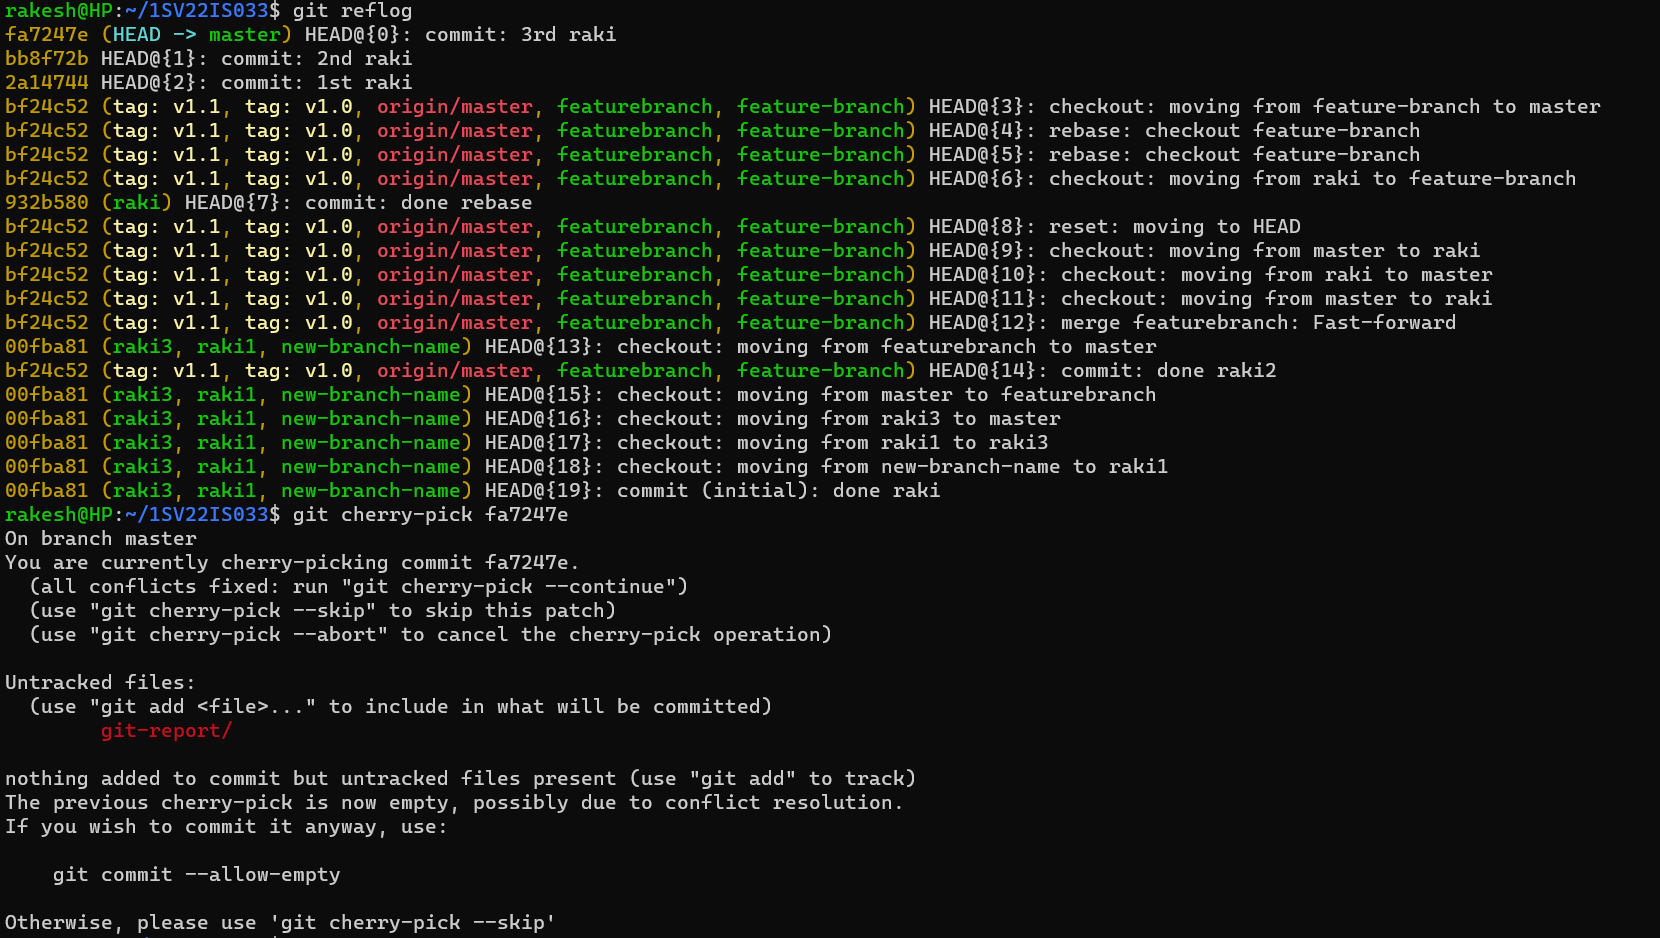 rakesh@HP:~/1SV22IS033$ git reflog
fa7247e (HEAD -> master) HEAD@{0}: commit: 3rd raki
bb8f72b HEAD@{1}: commit: 2nd raki
2a14744 HEAD@{2}: commit: 1st raki
bf24c52 (tag: v1.1, tag: v1.0, origin/master, featurebranch, feature-branch) HEAD@{3}: checkout: moving from feature-branch to master
bf24c52 (tag: v1.1, tag: v1.0, origin/master, featurebranch, feature-branch) HEAD@{4}: rebase: checkout feature-branch
bf24c52 (tag: v1.1, tag: v1.0, origin/master, featurebranch, feature-branch) HEAD@{5}: rebase: checkout feature-branch
bf24c52 (tag: v1.1, tag: v1.0, origin/master, featurebranch, feature-branch) HEAD@{6}: checkout: moving from raki to feature-branch
932b580 (raki) HEAD@{7}: commit: done rebase
bf24c52 (tag: v1.1, tag: v1.0, origin/master, featurebranch, feature-branch) HEAD@{8}: reset: moving to HEAD
bf24c52 (tag: v1.1, tag: v1.0, origin/master, featurebranch, feature-branch) HEAD@{9}: checkout: moving from master to raki
bf24c52 (tag: v1.1, tag: v1.0, origin/master, featurebranch, feature-branch) HEAD@{10}: checkout: moving from raki to master
bf24c52 (tag: v1.1, tag: v1.0, origin/master, featurebranch, feature-branch) HEAD@{11}: checkout: moving from master to raki
bf24c52 (tag: v1.1, tag: v1.0, origin/master, featurebranch, feature-branch) HEAD@{12}: merge featurebranch: Fast-forward
00fba81 (raki3, raki1, new-branch-name) HEAD@{13}: checkout: moving from featurebranch to master
bf24c52 (tag: v1.1, tag: v1.0, origin/master, featurebranch, feature-branch) HEAD@{14}: commit: done raki2
00fba81 (raki3, raki1, new-branch-name) HEAD@{15}: checkout: moving from master to featurebranch
00fba81 (raki3, raki1, new-branch-name) HEAD@{16}: checkout: moving from raki3 to master
00fba81 (raki3, raki1, new-branch-name) HEAD@{17}: checkout: moving from raki1 to raki3
00fba81 (raki3, raki1, new-branch-name) HEAD@{18}: checkout: moving from new-branch-name to raki1
00fba81 (raki3, raki1, new-branch-name) HEAD@{19}: commit (initial): done raki
rakesh@HP:~/1SV22IS033$ git cherry-pick fa7247e
On branch master
You are currently cherry-picking commit fa7247e.
  (all conflicts fixed: run "git cherry-pick --continue")
  (use "git cherry-pick --skip" to skip this patch)
  (use "git cherry-pick --abort" to cancel the cherry-pick operation)
Untracked files:
  (use "git add <file>..." to include in what will be committed)
        git-report/
nothing added to commit but untracked files present (use "git add" to track)
The previous cherry-pick is now empty, possibly due to conflict resolution.
If you wish to commit it anyway, use:
    git commit --allow-empty
Otherwise, please use 'git cherry-pick --skip'